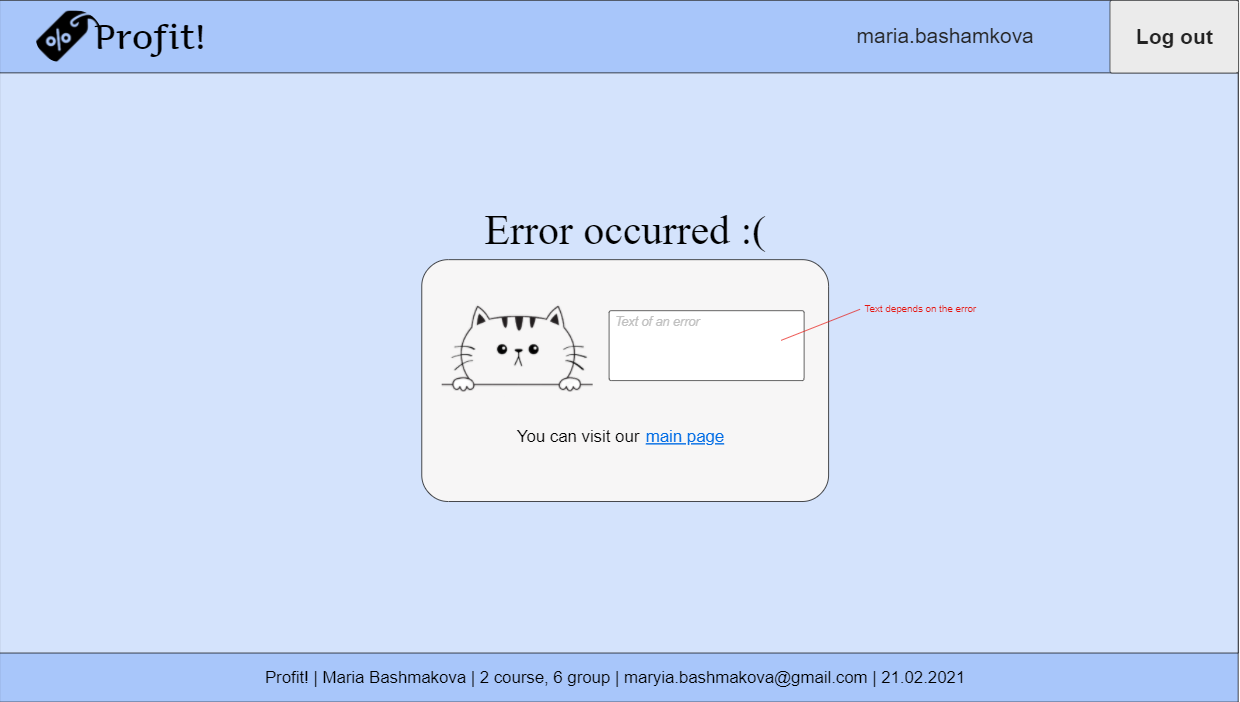 Profit!
maria.bashamkova
Log out
Error occurred :(
Text of an error
Text depends on the error
You can visit our main page
Profit! | Maria Bashmakova | 2 course, 6 group | maryia.bashmakova@gmail.com | 21.02.2021